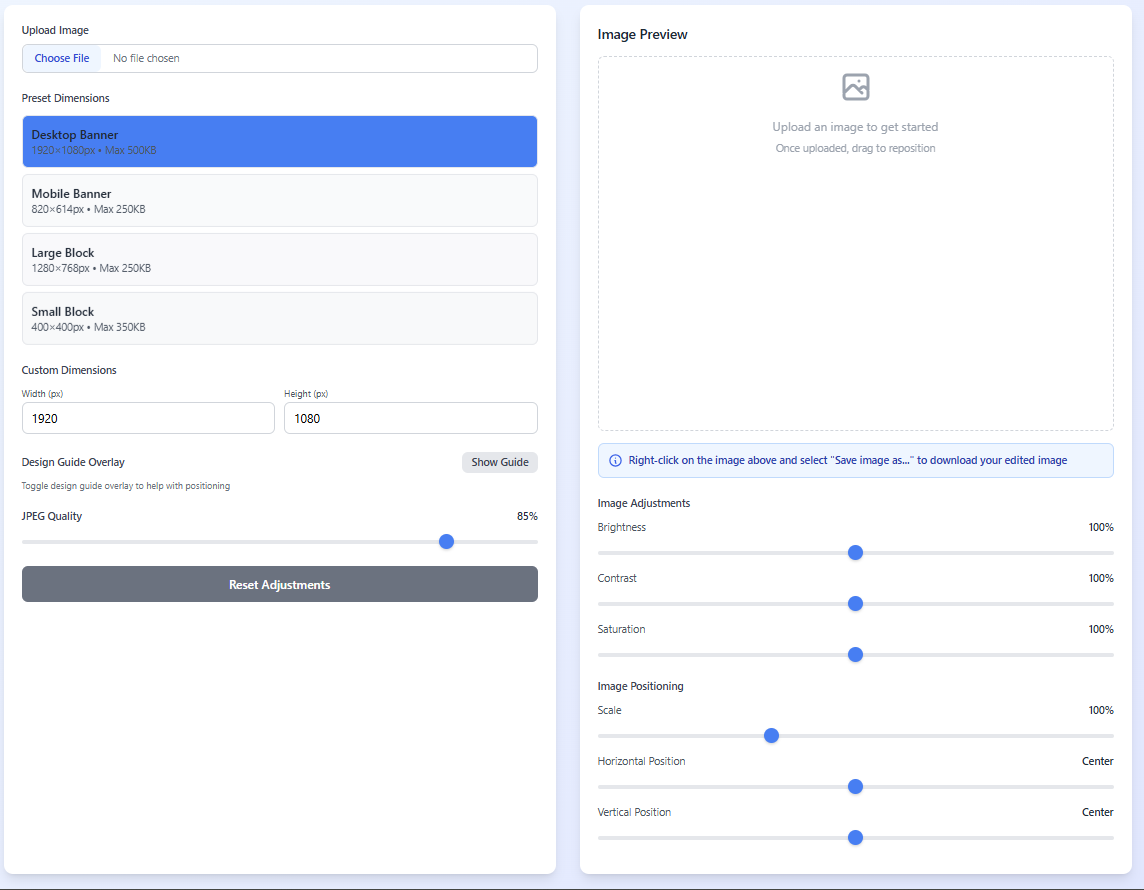 Upload Image
Choose File No file chosen
Preset Dimensions
Desktop Banner
1920×1080px • Max 500KB
Mobile Banner
820×614px • Max 250KB
Large Block
1280×768px • Max 250KB
Small Block
400×400px • Max 350KB
Custom Dimensions
Width (px) Height (px)
1920 1080
Design Guide Overlay Show Guide
Toggle design guide overlay to help with positioning
JPEG Quality 85%
Reset Adjustments
Image Preview
Upload an image to get started
Once uploaded, drag to reposition
Right-click on the image above and select "Save image as..." to download your edited image
Image Adjustments
Brightness 100%
Contrast 100%
Saturation 100%
Image Positioning
Scale 100%
Horizontal Position Center
Vertical Position Center